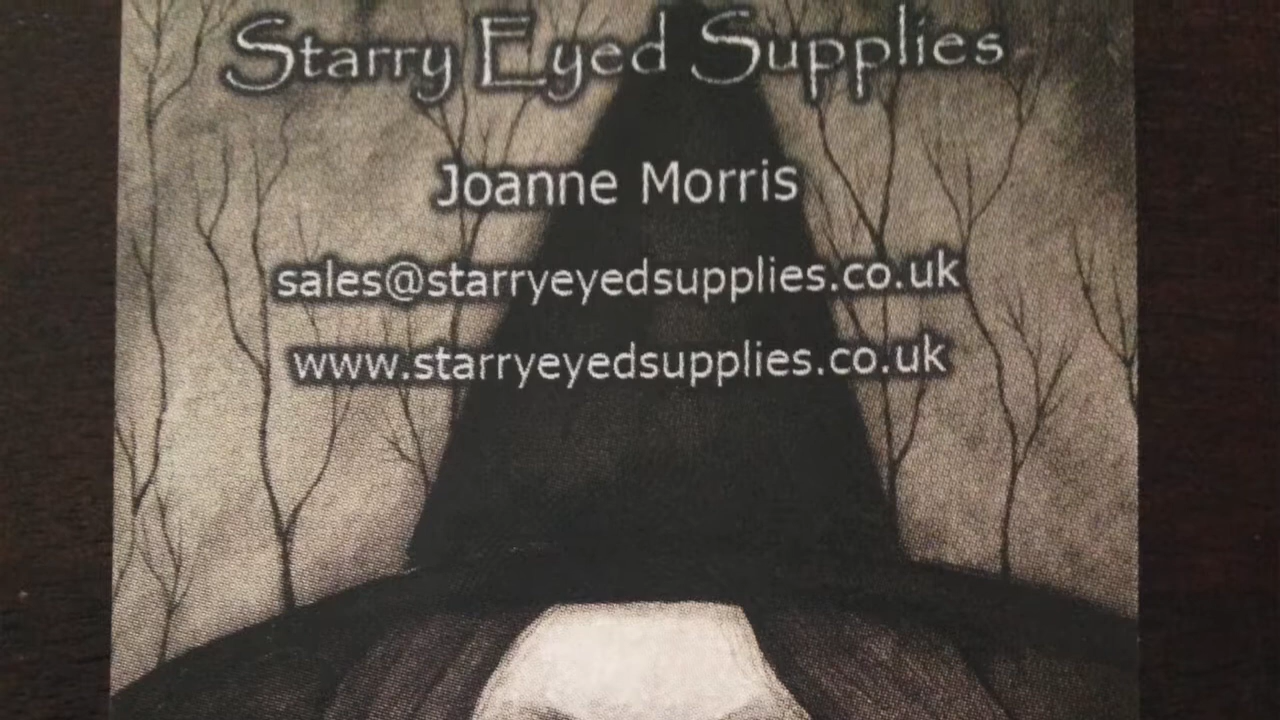 Starry Eyed Supplies
Joanne Morris
sales@starryeyedsupplies.co.uk
www.starryeyedsupplies.co.uk